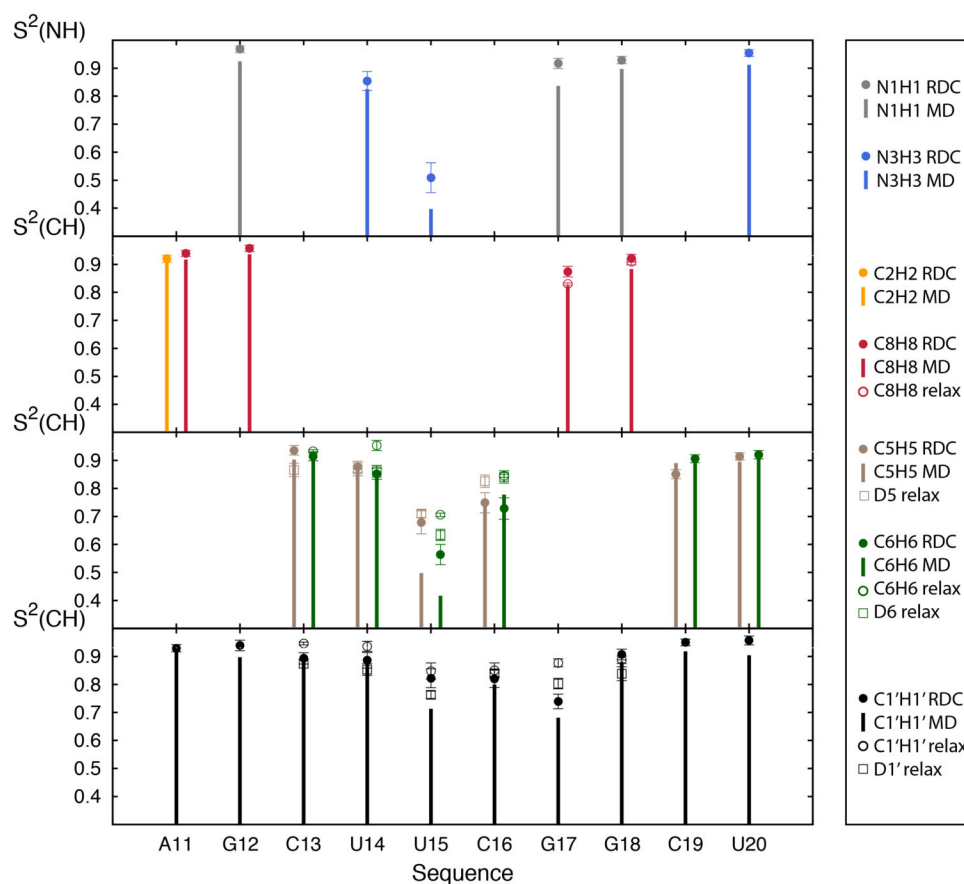 S²(NH)
0.9
0.8
0.7
0.6
0.5
0.4
S²(CH)
0.9
0.8
0.7
0.6
0.5
0.4
S²(CH)
0.9
0.8
0.7
0.6
0.5
0.4
S²(CH)
0.9
0.8
0.7
0.6
0.5
0.4
A11 G12 C13 U14 U15 C16 G17 G18 C19 U20
Sequence
N1H1 RDC
N1H1 MD
N3H3 RDC
N3H3 MD
C2H2 RDC
C2H2 MD
C8H8 RDC
C8H8 MD
C8H8 relax
C5H5 RDC
C5H5 MD
D5 relax
C6H6 RDC
C6H6 MD
C6H6 relax
D6 relax
C1'H1' RDC
C1'H1' MD
C1'H1' relax
D1' relax